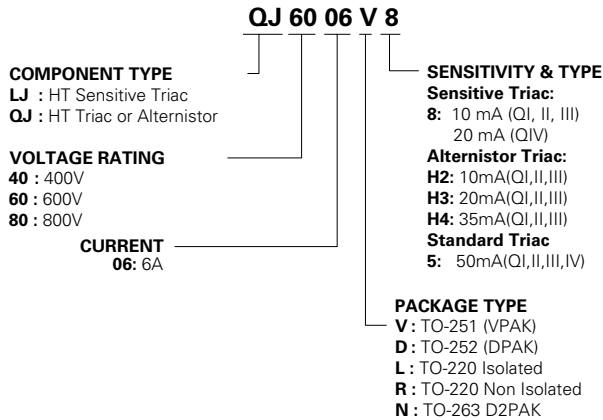 QJ 60 06 V 8
COMPONENT TYPE
LJ : HT Sensitive Triac
QJ : HT Triac or Alternistor
VOLTAGE RATING
40 : 400V
60 : 600V
80 : 800V
CURRENT
06: 6A
SENSITIVITY & TYPE
Sensitive Triac:
8: 10 mA (QI, II, III)
20 mA (QIV)
Alternistor Triac:
H2: 10mA(QI,II,III)
H3: 20mA(QI,II,III)
H4: 35mA(QI,II,III)
Standard Triac
5: 50mA(QI,II,III,IV)
PACKAGE TYPE
V : TO-251 (VPAK)
D : TO-252 (DPAK)
L : TO-220 Isolated
R : TO-220 Non Isolated
N : TO-263 D2PAK